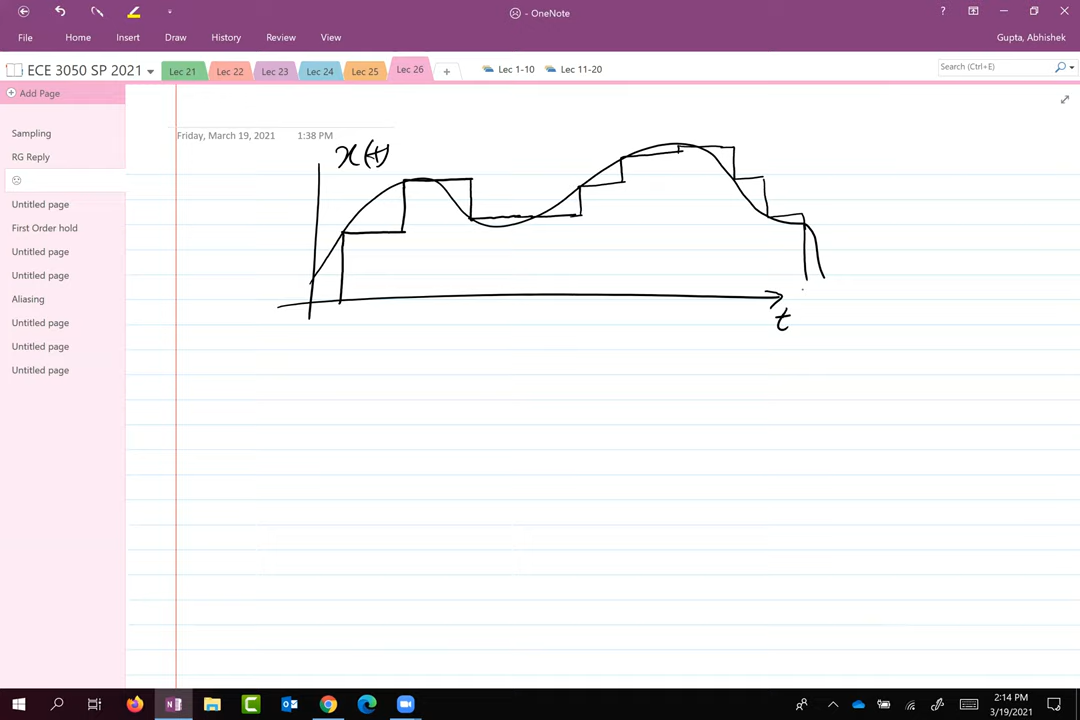 - OneNote
?
Gupta, Abhishek
File Home Insert Draw History Review View
ECE 3050 SP 2021
Lec 21 Lec 22 Lec 23 Lec 24 Lec 25 Lec 26 + Lec 1-10 Lec 11-20
Search (Ctrl+E)
Add Page
Sampling
RG Reply
Untitled page
First Order hold
Untitled page
Untitled page
Aliasing
Untitled page
Untitled page
Untitled page
Friday, March 19, 2021 1:38 PM
x(t)
t
2:14 PM
3/19/2021